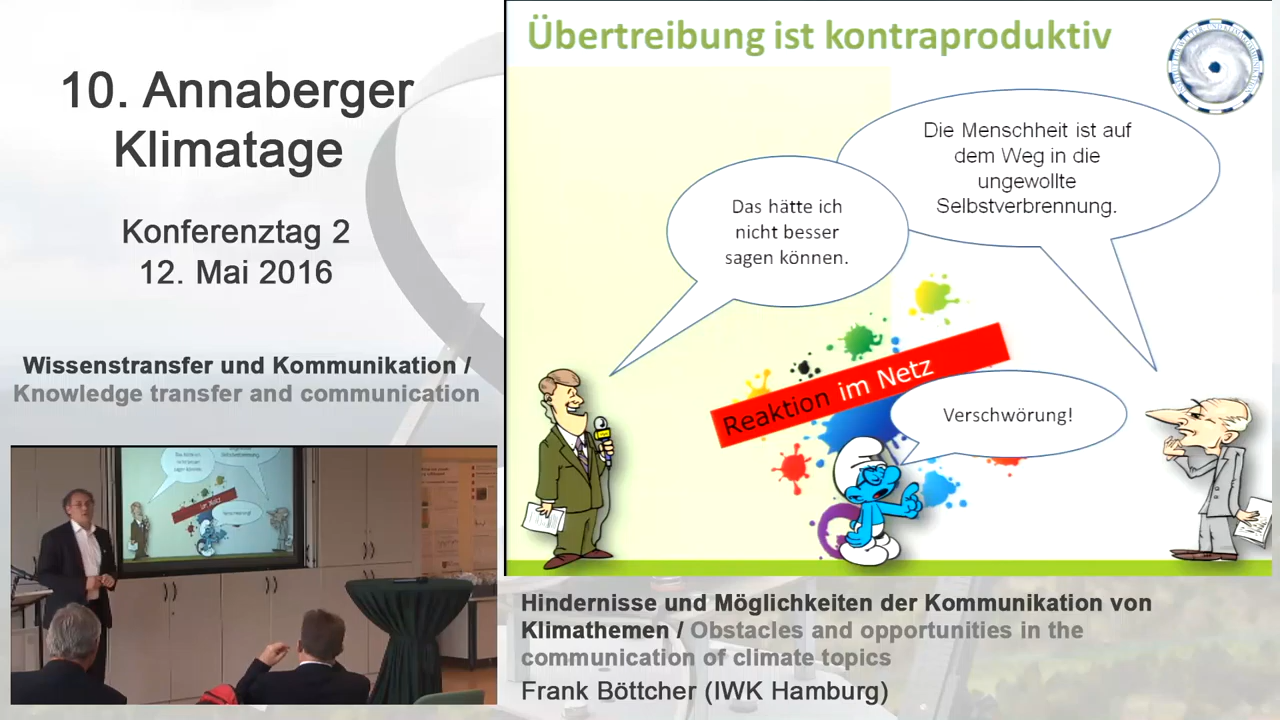 10. Annaberger
Klimatage
Konferenztag 2
12. Mai 2016
Wissenstransfer und Kommunikation /
Knowledge transfer and communication
Übertreibung ist kontraproduktiv
Die Menschheit ist auf
dem Weg in die
ungewollte
Selbstverbrennung.
Das hätte ich
nicht besser
sagen können.
Reaktion im Netz
Verschwörung!
Hindernisse und Möglichkeiten der Kommunikation von
Klimathemen / Obstacles and opportunities in the
communication of climate topics
Frank Böttcher (IWK Hamburg)